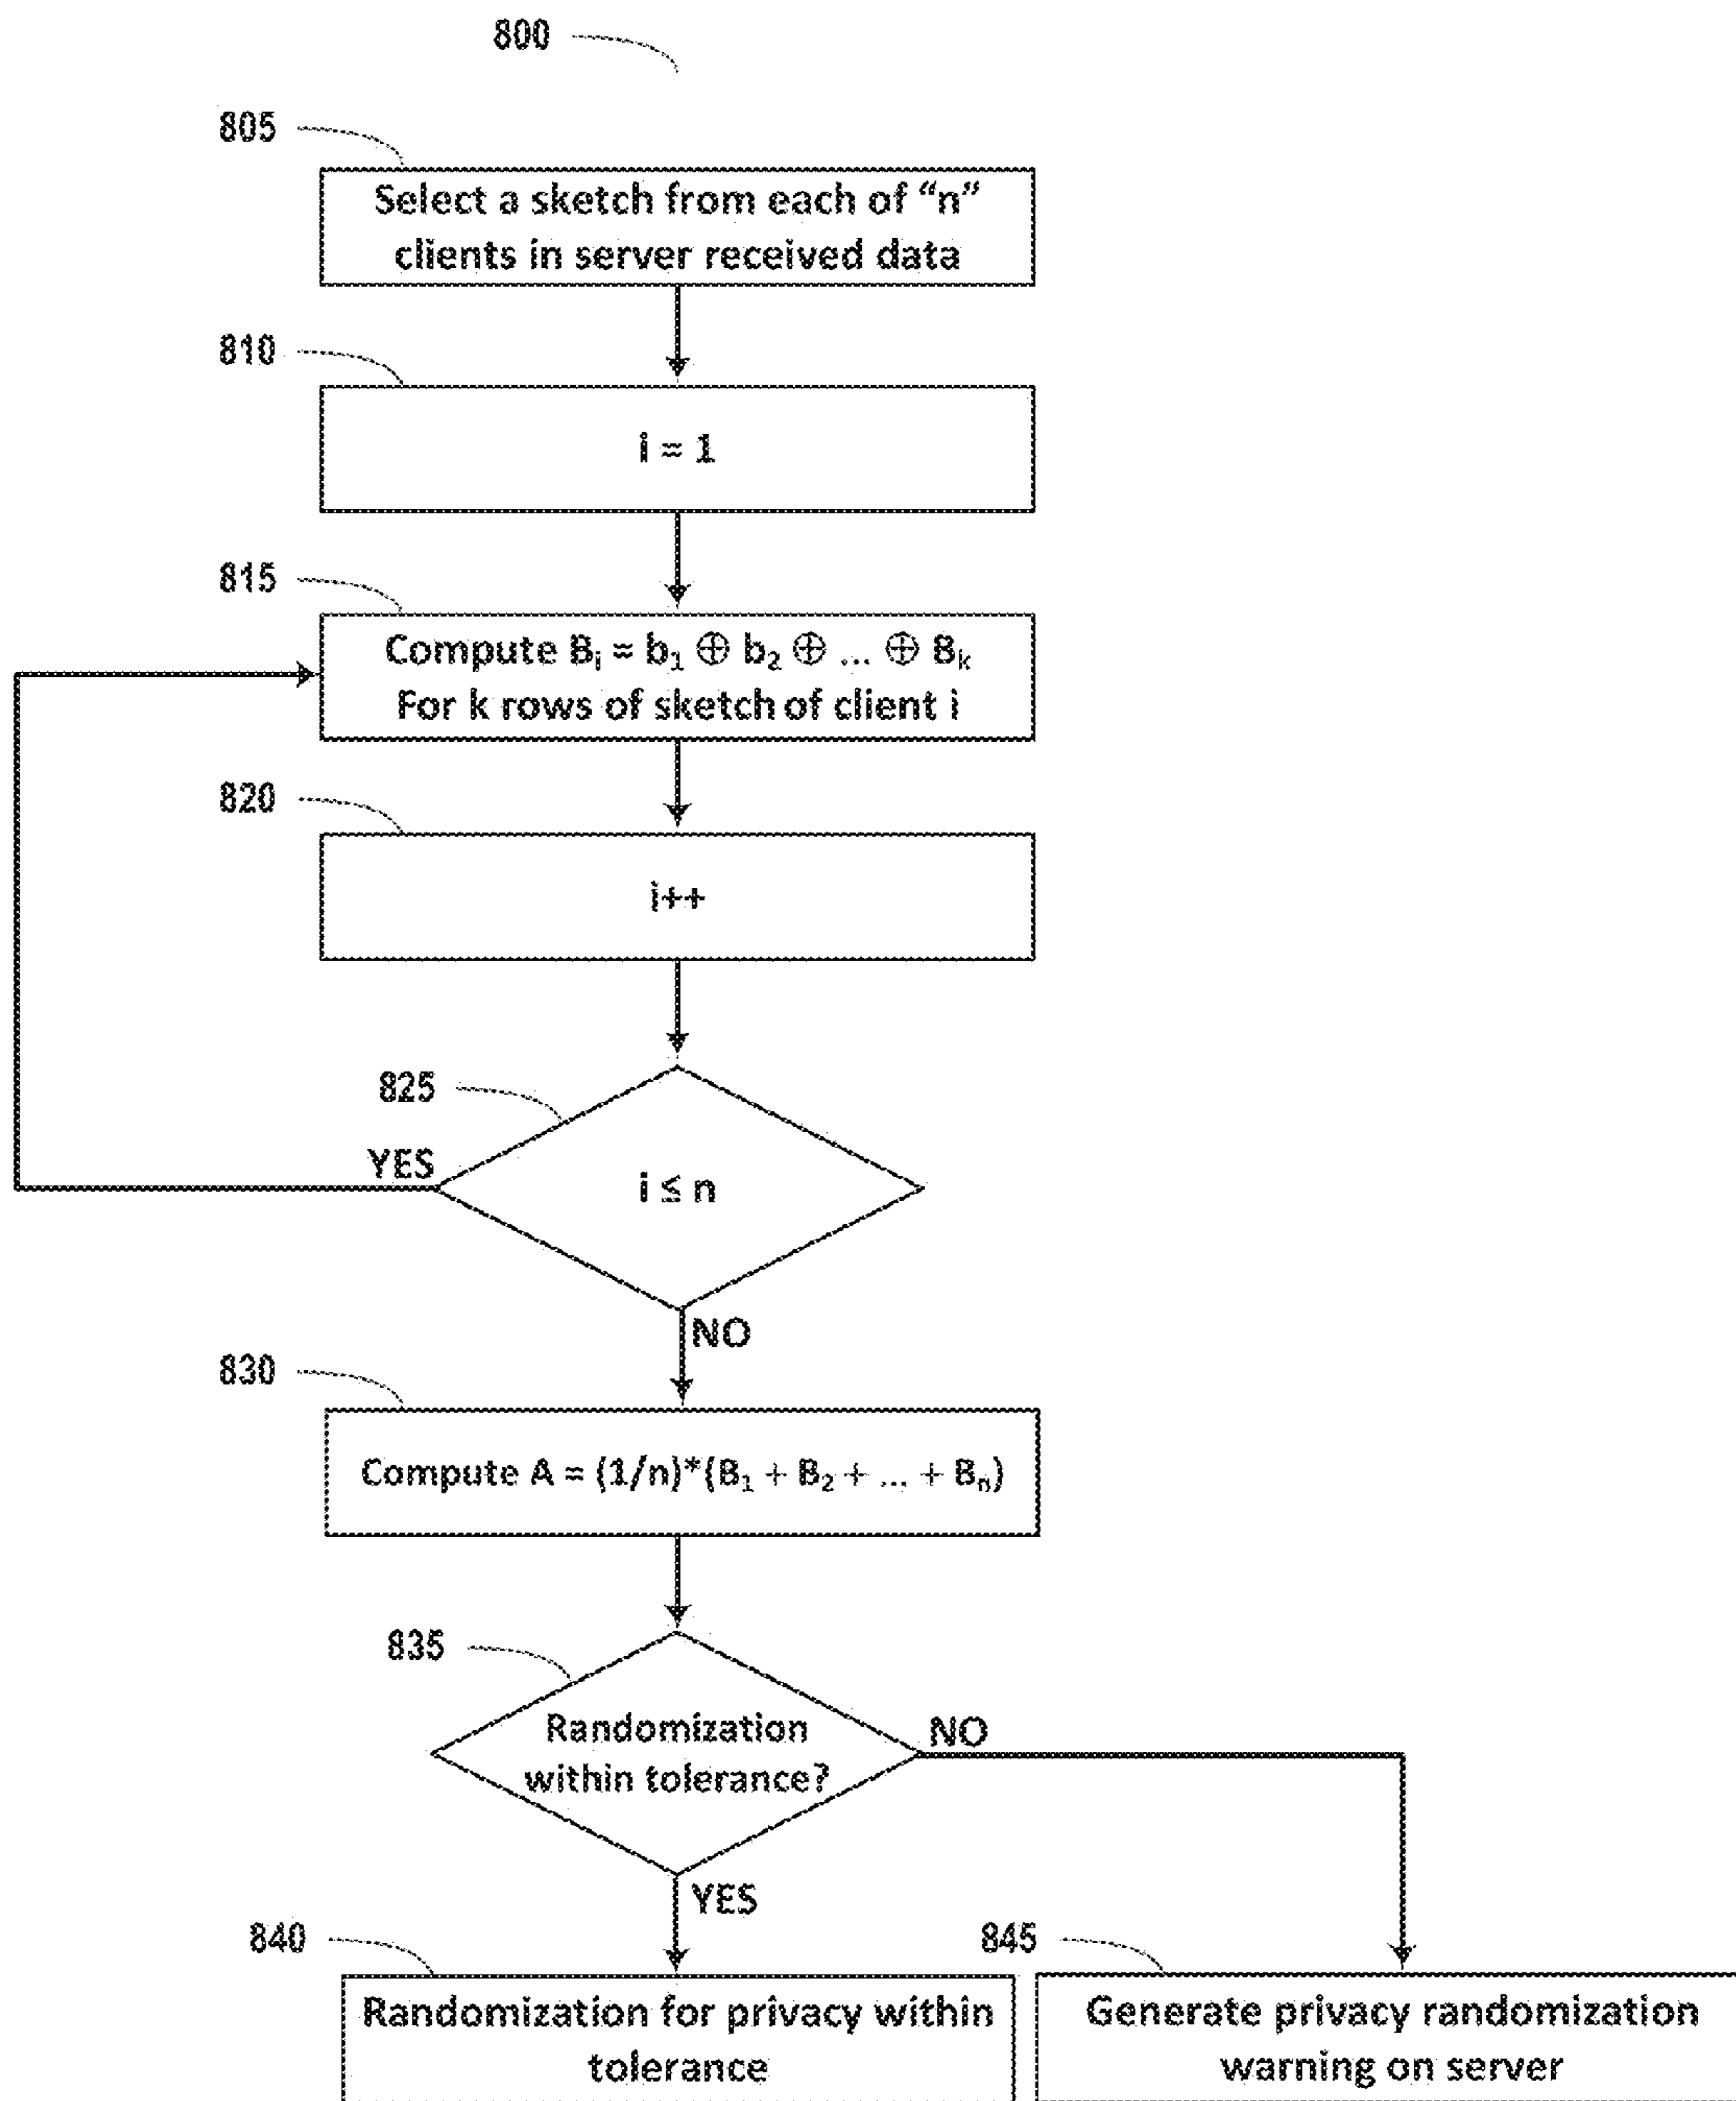 800
805
Select a sketch from each of “n”
clients in server received data
810
i = 1
815
Compute Bᵢ = b₁ ⊕ b₂ ⊕ ... ⊕ Bₖ
For k rows of sketch of client i
820
i++
825
YES
i ≤ n
NO
830
Compute A = (1/n)*(B₁ + B₂ + ... + Bₙ)
835
Randomization
within tolerance?
NO
YES
840
Randomization for privacy within
tolerance
845
Generate privacy randomization
warning on server